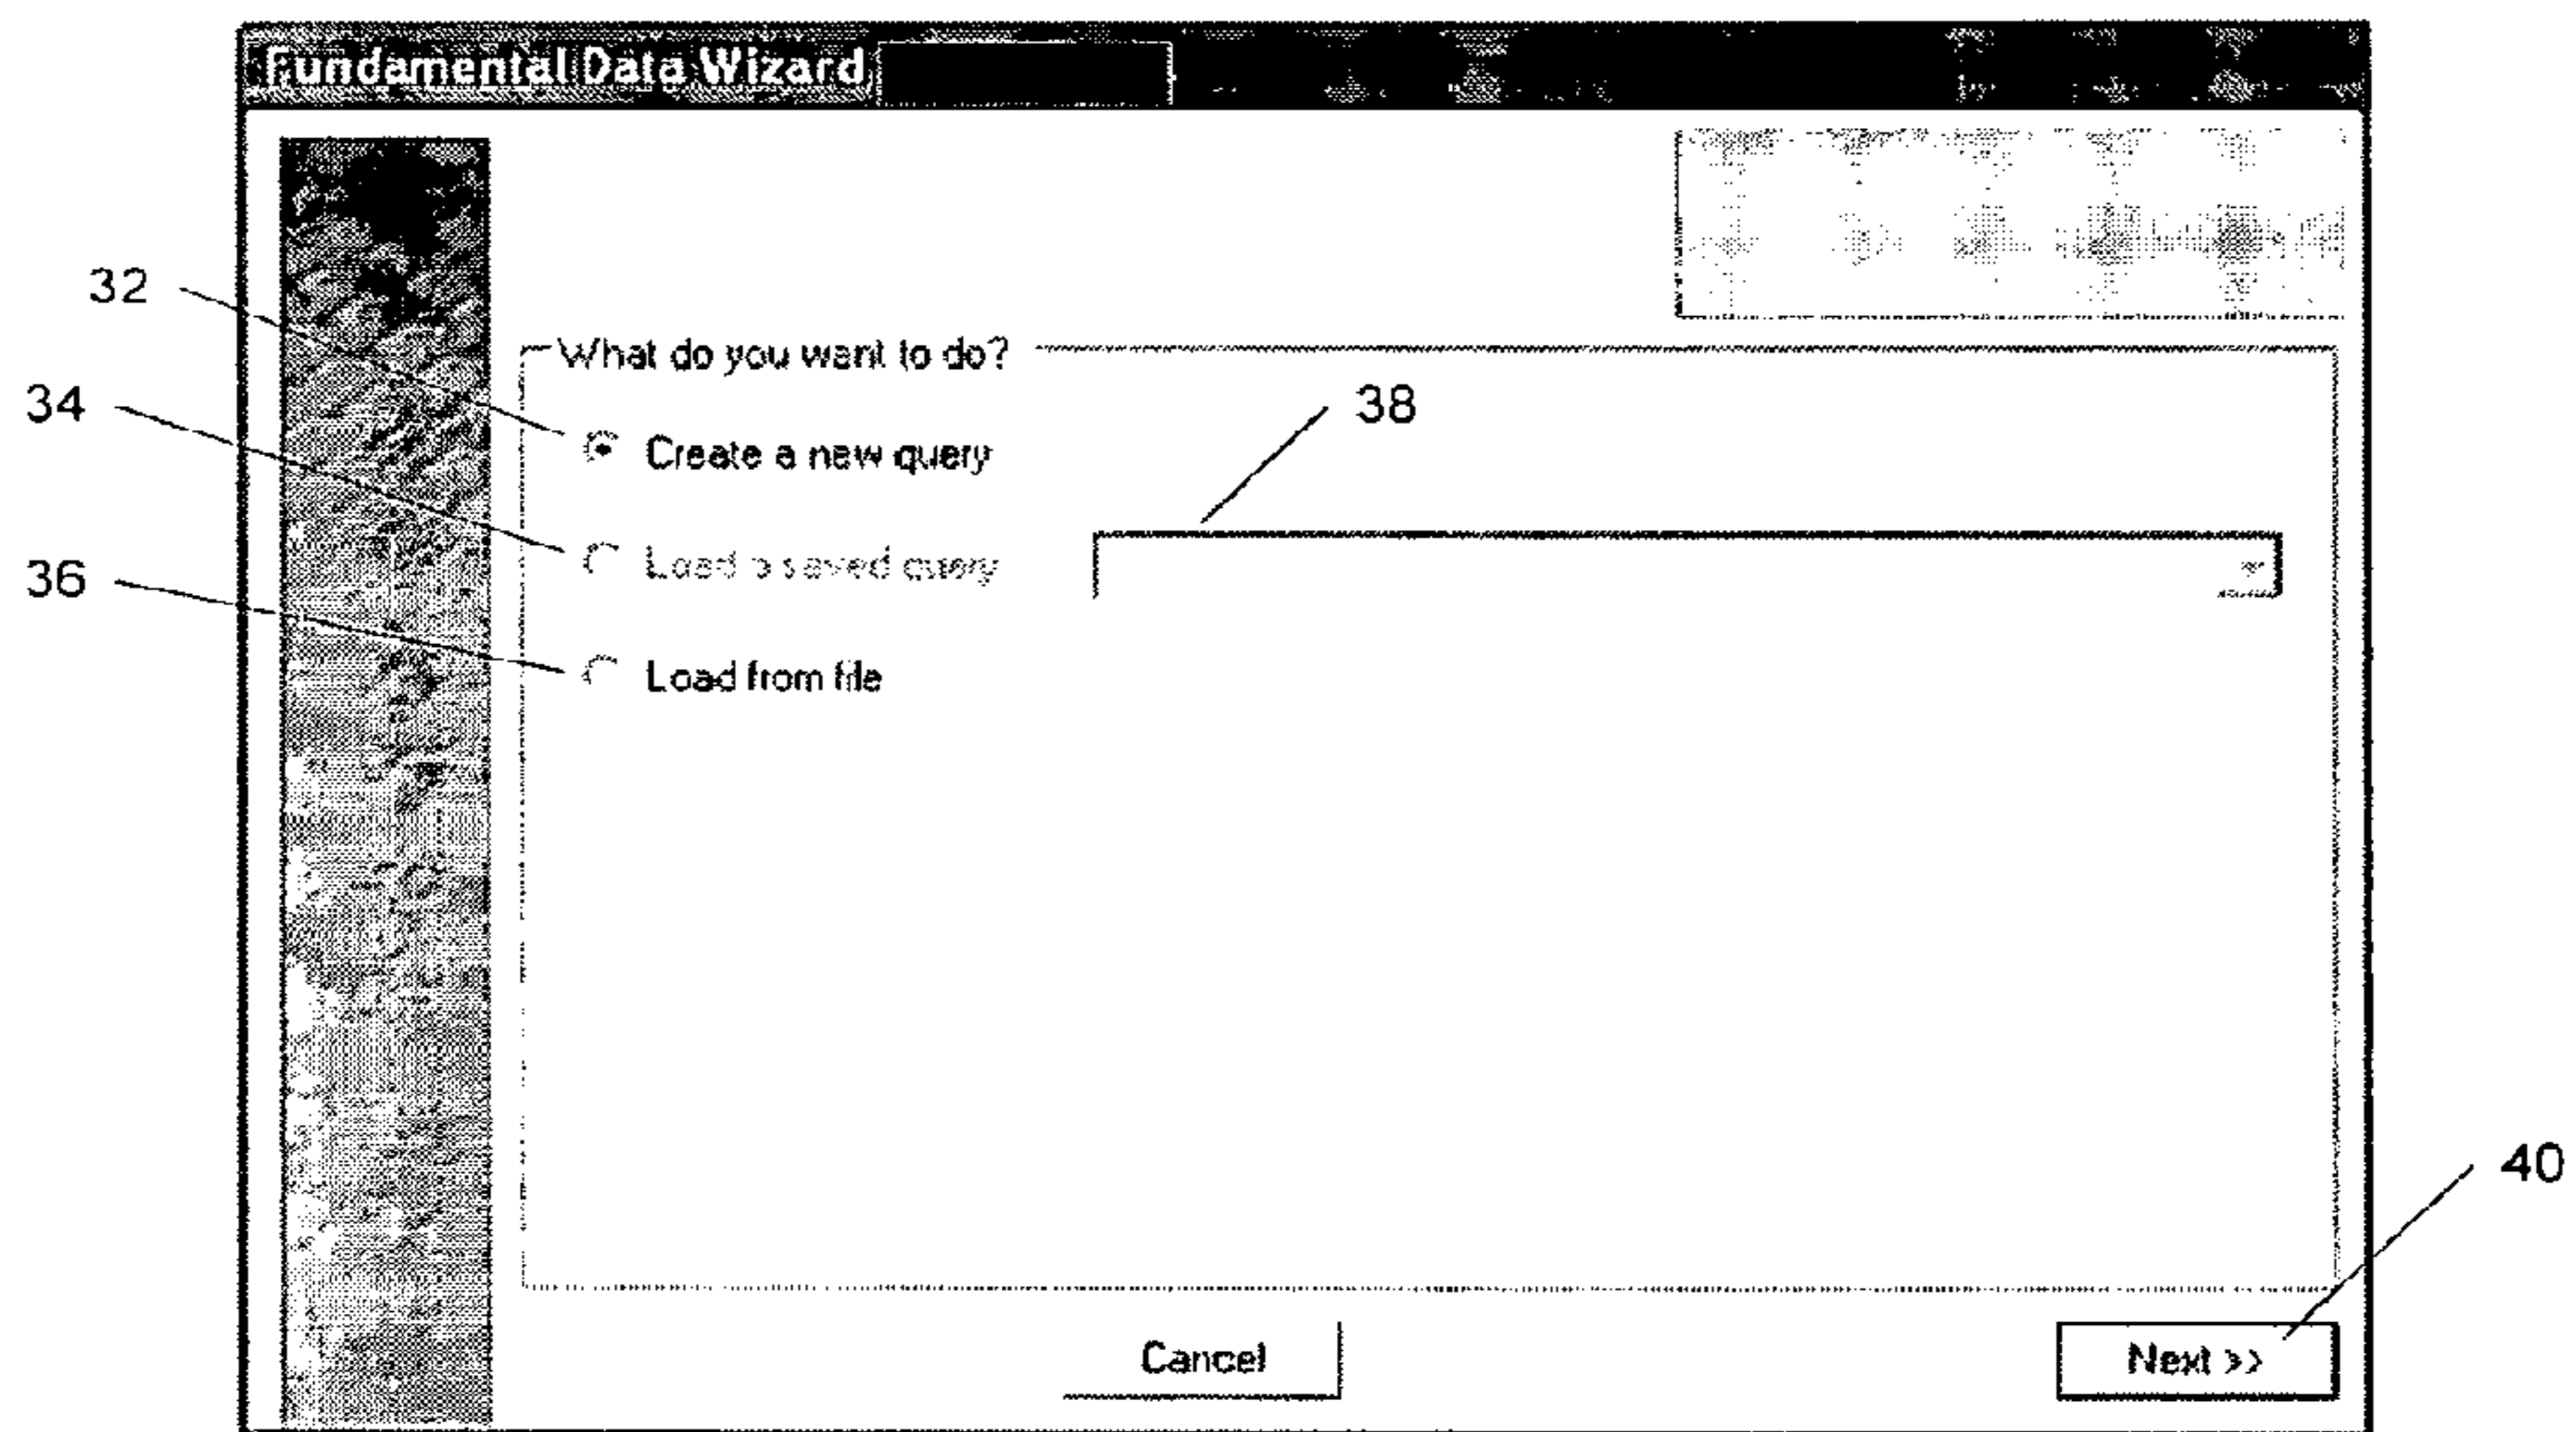 Fundamental Data Wizard
32
What do you want to do?
34
38
Create a new query
Load a saved query
36
Load from file
40
Cancel
Next >>